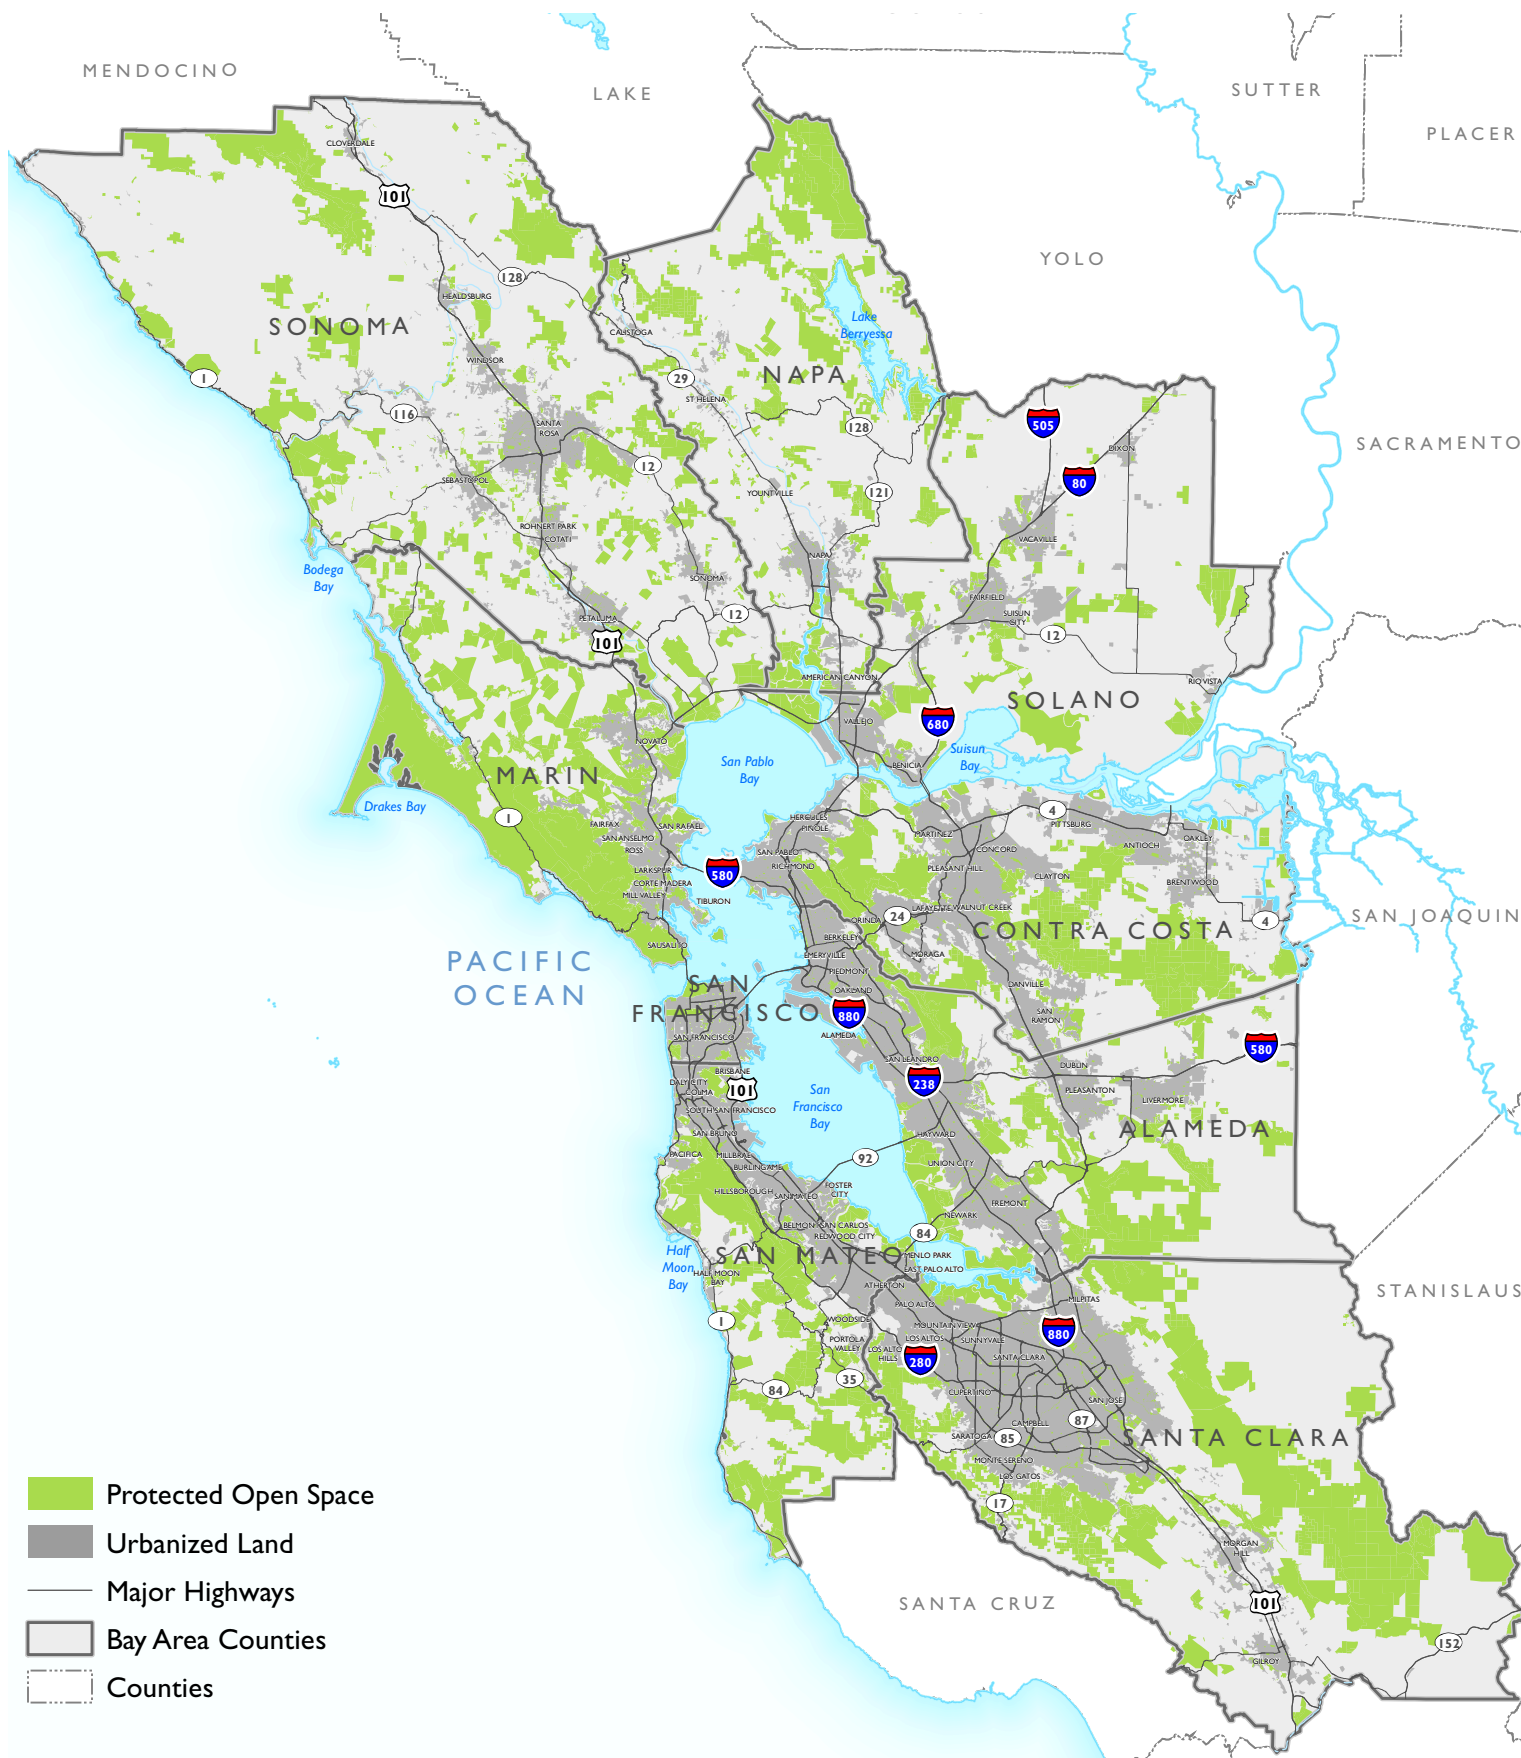 MENDOCINO
LAKE
SUTTER
PLACER
CLOVERDALE
101
YOLO
128
HEALDSBURG
SONOMA
Lake
Berryessa
CALISTOGA
WINDSOR
NAPA
1
29
ST HELENA
116
SANTA
ROSA
128
505
DIXON
SACRAMENTO
12
80
SEBASTOPOL
YOUNTVILLE
121
ROHNERT PARK
COTATI
VACAVILLE
NAPA
Bodega
Bay
SONOMA
FAIRFIELD
SUISUN
CITY
PETALUMA
12
12
101
AMERICAN CANYON
RIO VISTA
SOLANO
VALLEJO
680
NOVATO
Suisun
Bay
San Pablo
Bay
BENICIA
MARIN
Drakes Bay
1
HERCULES
PINOLE
4
PITTSBURG
FAIRFAX
SAN RAFAEL
SAN ANSELMO
ROSS
MARTINEZ
OAKLEY
ANTIOCH
CONCORD
SAN PABLO
RICHMOND
LARKSPUR
580
PLEASANT HILL
CLAYTON
BRENTWOOD
CORTE MADERA
MILL VALLEY
TIBURON
ORINDA
24
LAFAYETTE
WALNUT CREEK
4
SAN JOAQUIN
CONTRA COSTA
SAUSALITO
BERKELEY
EMERYVILLE
MORAGA
PACIFIC
OCEAN
PIEDMONT
SAN
FRANCISCO
OAKLAND
DANVILLE
880
SAN
RAMON
SAN FRANCISCO
ALAMEDA
580
SAN LEANDRO
DUBLIN
BRISBANE
DALY CITY
COLMA
101
238
PLEASANTON
LIVERMORE
San
Francisco
Bay
SOUTH SAN FRANCISCO
ALAMEDA
SAN BRUNO
HAYWARD
PACIFICA
MILLBRAE
BURLINGAME
92
UNION CITY
HILLSBOROUGH
SAN MATEO
FOSTER
CITY
FREMONT
NEWARK
BELMONT
SAN CARLOS
REDWOOD CITY
84
Half
Moon
Bay
SAN MATEO
MENLO PARK
EAST PALO ALTO
HALF MOON
BAY
ATHERTON
STANISLAUS
PALO ALTO
MILPITAS
1
WOODSIDE
MOUNTAIN VIEW
880
PORTOLA
VALLEY
LOS ALTOS
SUNNYVALE
LOS ALTO
HILLS
280
SANTA CLARA
35
84
CUPERTINO
SAN JOSE
CAMPBELL
87
SARATOGA
85
SANTA CLARA
MONTE SERENO
LOS GATOS
17
MORGAN
HILL
SANTA CRUZ
101
152
GILROY
Protected Open Space
Urbanized Land
Major Highways
Bay Area Counties
Counties